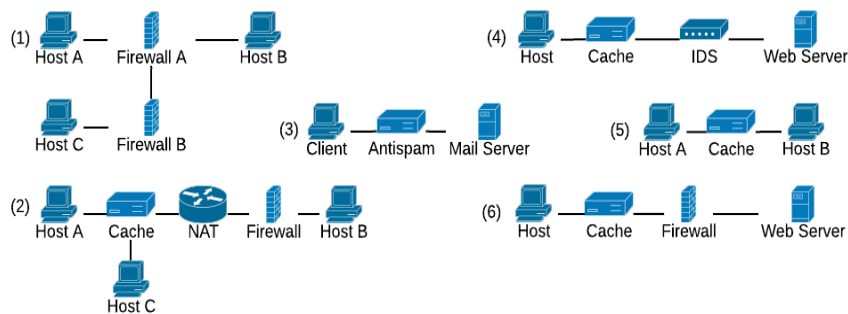 (1)
Host A
Firewall A
Host B
Host C
Firewall B
(2)
Host A
Cache
NAT
Firewall
Host B
Host C
(3)
Client
Antispam
Mail Server
(4)
Host
Cache
IDS
Web Server
(5)
Host A
Cache
Host B
(6)
Host
Cache
Firewall
Web Server